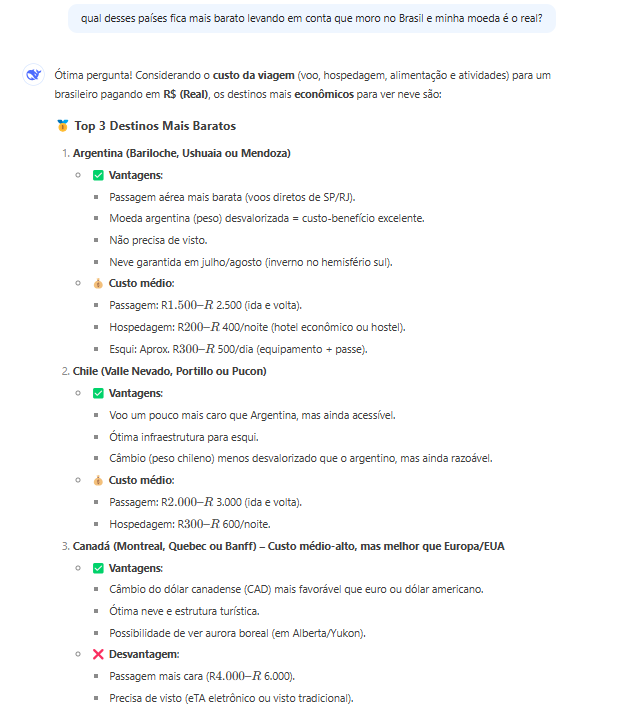 qual desses países fica mais barato levando em conta que moro no Brasil e minha moeda é o real?
Ótima pergunta! Considerando o custo da viagem (voo, hospedagem, alimentação e atividades) para um
brasileiro pagando em R$ (Real), os destinos mais econômicos para ver neve são:
🏅 Top 3 Destinos Mais Baratos
1. Argentina (Bariloche, Ushuaia ou Mendoza)
✅ Vantagens:
Passagem aérea mais barata (voos diretos de SP/RJ).
Moeda argentina (peso) desvalorizada = custo-benefício excelente.
Não precisa de visto.
Neve garantida em julho/agosto (inverno no hemisfério sul).
💰 Custo médio:
Passagem: R1.500–R 2.500 (ida e volta).
Hospedagem: R200–R 400/noite (hotel econômico ou hostel).
Esqui: Aprox. R300–R 500/dia (equipamento + passe).
2. Chile (Valle Nevado, Portillo ou Pucon)
✅ Vantagens:
Voo um pouco mais caro que Argentina, mas ainda acessível.
Ótima infraestrutura para esqui.
Câmbio (peso chileno) menos desvalorizado que o argentino, mas ainda razoável.
💰 Custo médio:
Passagem: R2.000–R 3.000 (ida e volta).
Hospedagem: R300–R 600/noite.
3. Canadá (Montreal, Quebec ou Banff) – Custo médio-alto, mas melhor que Europa/EUA
✅ Vantagens:
Câmbio do dólar canadense (CAD) mais favorável que euro ou dólar americano.
Ótima neve e estrutura turística.
Possibilidade de ver aurora boreal (em Alberta/Yukon).
❌ Desvantagem:
Passagem mais cara (R4.000–R 6.000).
Precisa de visto (eTA eletrônico ou visto tradicional).